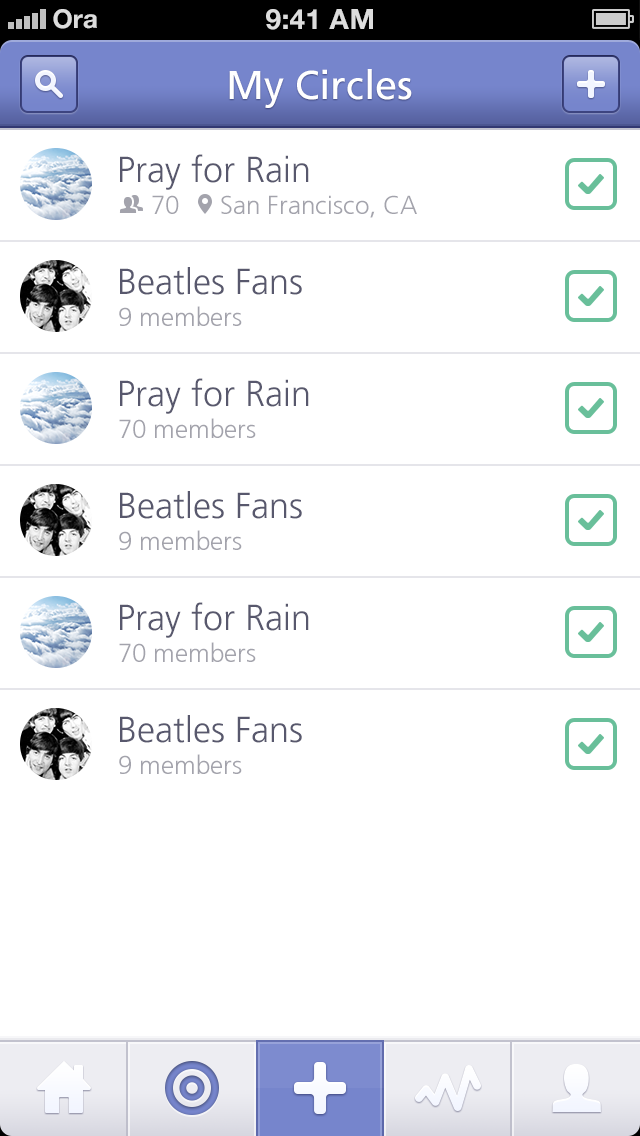 Ora 9:41 AM
My Circles
Pray for Rain
70 San Francisco, CA
Beatles Fans
9 members
Pray for Rain
70 members
Beatles Fans
9 members
Pray for Rain
70 members
Beatles Fans
9 members